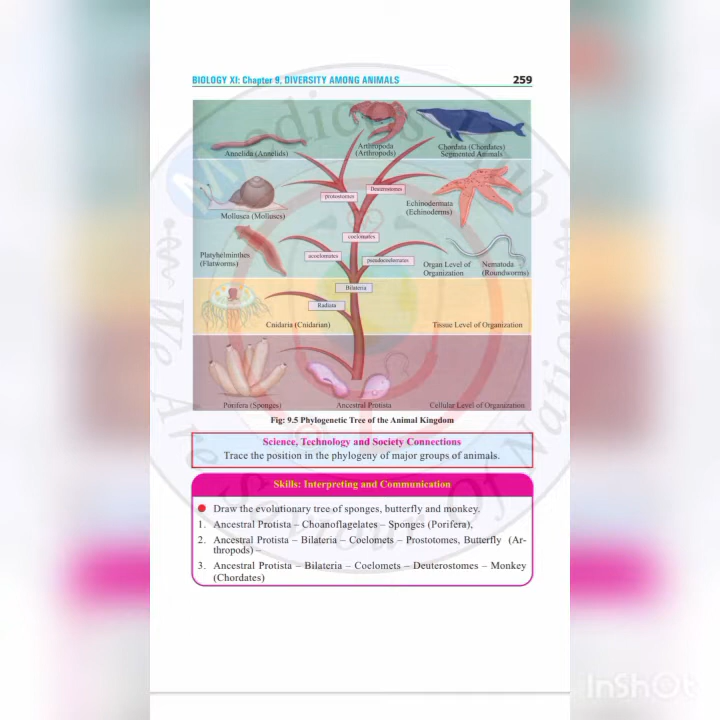 BIOLOGY XI: Chapter 9, DIVERSITY AMONG ANIMALS 259
Annelida (Annelids)
Arthropoda
(Arthropods)
Chordata (Chordates)
Segmented Animals
Deuterostomes
protostomes
Mollusca (Molluscs)
Echinodermata
(Echinoderms)
coelomates
Platyhelminthes
(Flatworms)
acoelomates
pseudocoelomates
Organ Level of
Organization
Nematoda
(Roundworms)
Bilateria
Radiata
Cnidaria (Cnidarian)
Tissue Level of Organization
Porifera (Sponges)
Ancestral Protista
Cellular Level of Organization
Fig: 9.5 Phylogenetic Tree of the Animal Kingdom
Science, Technology and Society Connections
Trace the position in the phylogeny of major groups of animals.
Skills: Interpreting and Communication
Draw the evolutionary tree of sponges, butterfly and monkey.
1. Ancestral Protista – Choanoflagelates – Sponges (Porifera),
2. Ancestral Protista – Bilateria – Coelomets – Prostotomes, Butterfly (Ar-
thropods) –
3. Ancestral Protista – Bilateria – Coelomets – Deuterostomes – Monkey
(Chordates)
InShOt